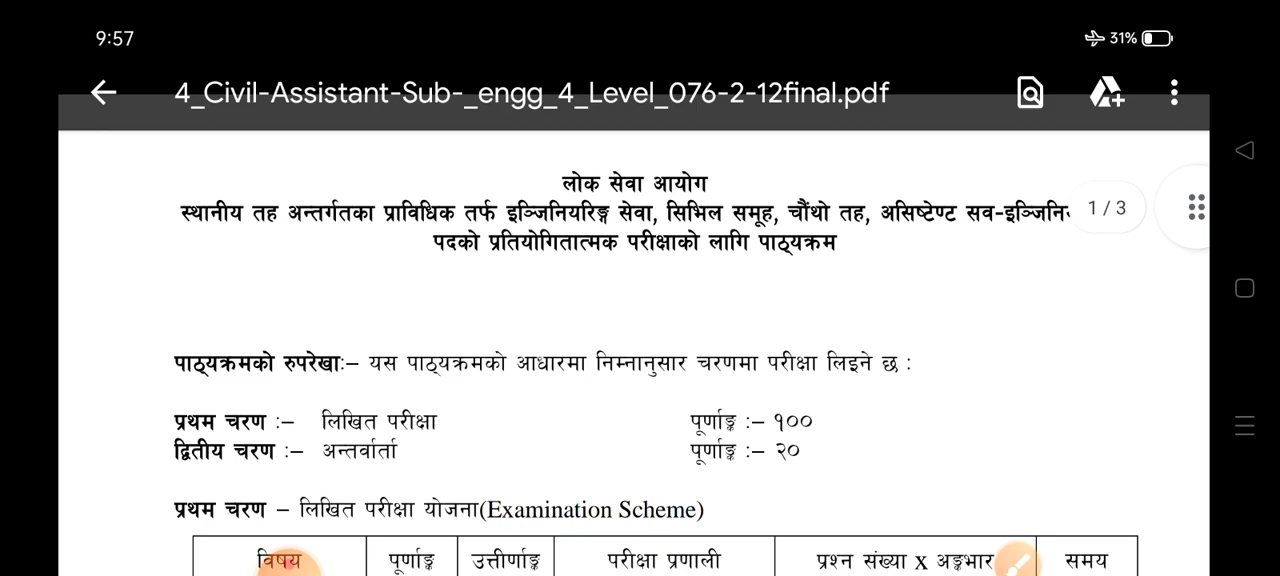 9:57
31%
4_Civil-Assistant-Sub-_engg_4_Level_076-2-12final.pdf
लोक सेवा आयोग
स्थानीय तह अन्तर्गतका प्राविधिक तर्फ इञ्जिनियरिङ्ग सेवा, सिभिल समूह, चौंथो तह, असिष्टेण्ट
1 / 3
पदको प्रतियोगितात्मक परीक्षाको लागि पाठ्यक्रम
पाठ्यक्रमको रुपरेखाः– यस पाठ्यक्रमको आधारमा निम्नानुसार चरणमा परीक्षा लिइने छ :
प्रथम चरण :– लिखित परीक्षा पूर्णाङ्क :– १००
द्वितीय चरण :– अन्तर्वार्ता पूर्णाङ्क :– २०
प्रथम चरण – लिखित परीक्षा योजना(Examination Scheme)
विषय पूर्णाङ्क उत्तीर्णाङ्क परीक्षा प्रणाली प्रश्न संख्या x अङ्कभार समय